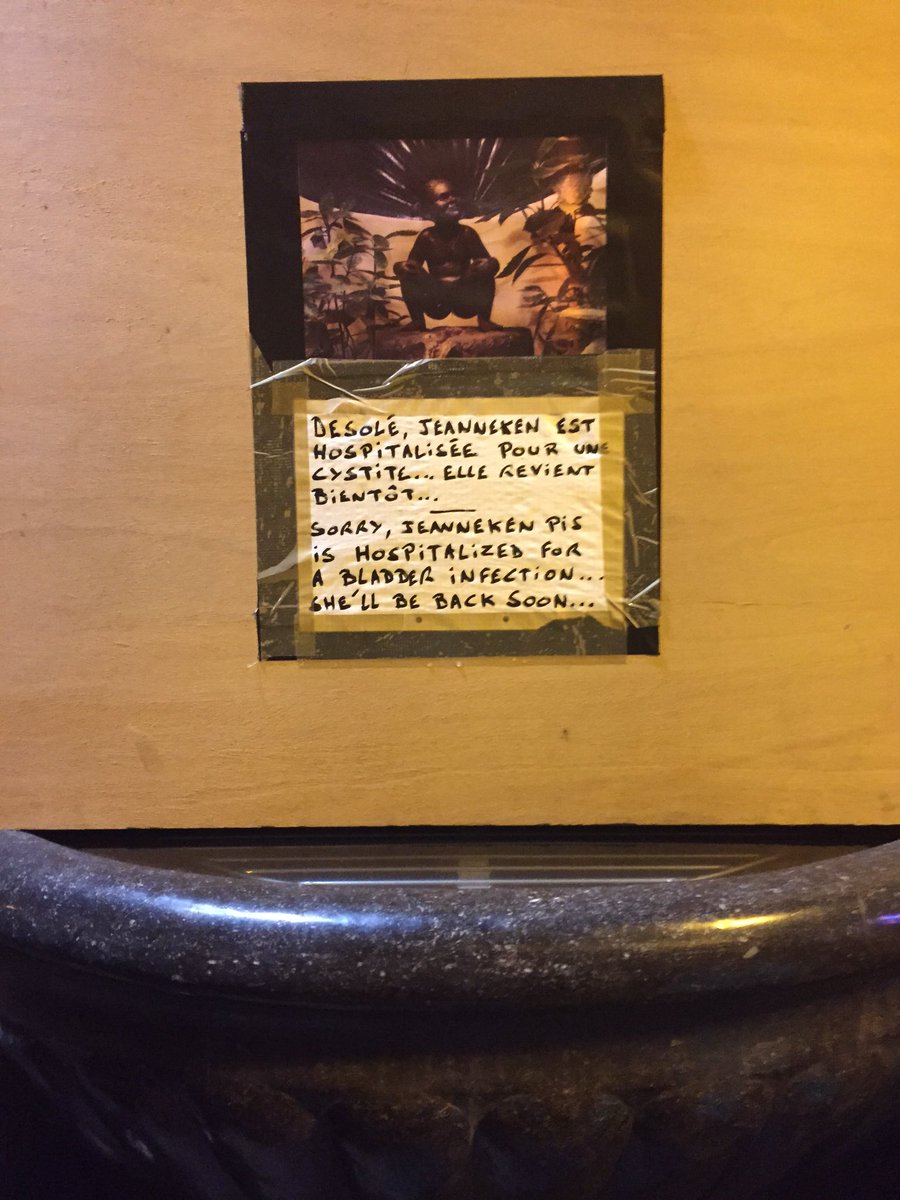 DESOLÉ, JEANNEKEN EST
HOSPITALISÉE POUR UNE
CYSTITE... ELLE REVIENT
BIENTÔT...
SORRY, JEANNEKEN PIS
IS HOSPITALIZED FOR
A BLADDER INFECTION...
SHE'LL BE BACK SOON...